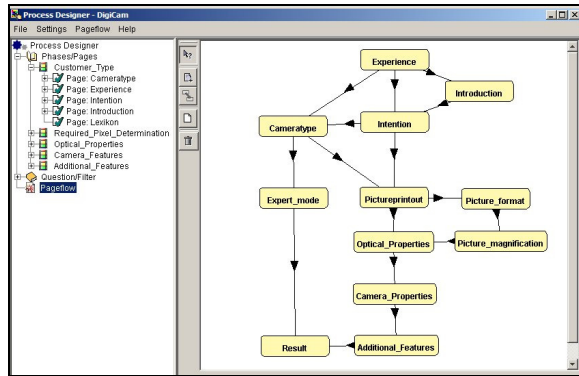 Process Designer - DigiCam
File Settings Pageflow Help
Process Designer
Phases/Pages
Customer_Type
Page: Cameratype
Page: Experience
Page: Intention
Page: Introduction
Page: Lexikon
Required_Pixel_Determination
Optical_Properties
Camera_Features
Additional_Features
Question/Filter
Pageflow
Experience
Introduction
Cameratype
Intention
Expert_mode
Pictureprintout
Picture_format
Optical_Properties
Picture_magnification
Camera_Properties
Result
Additional_Features